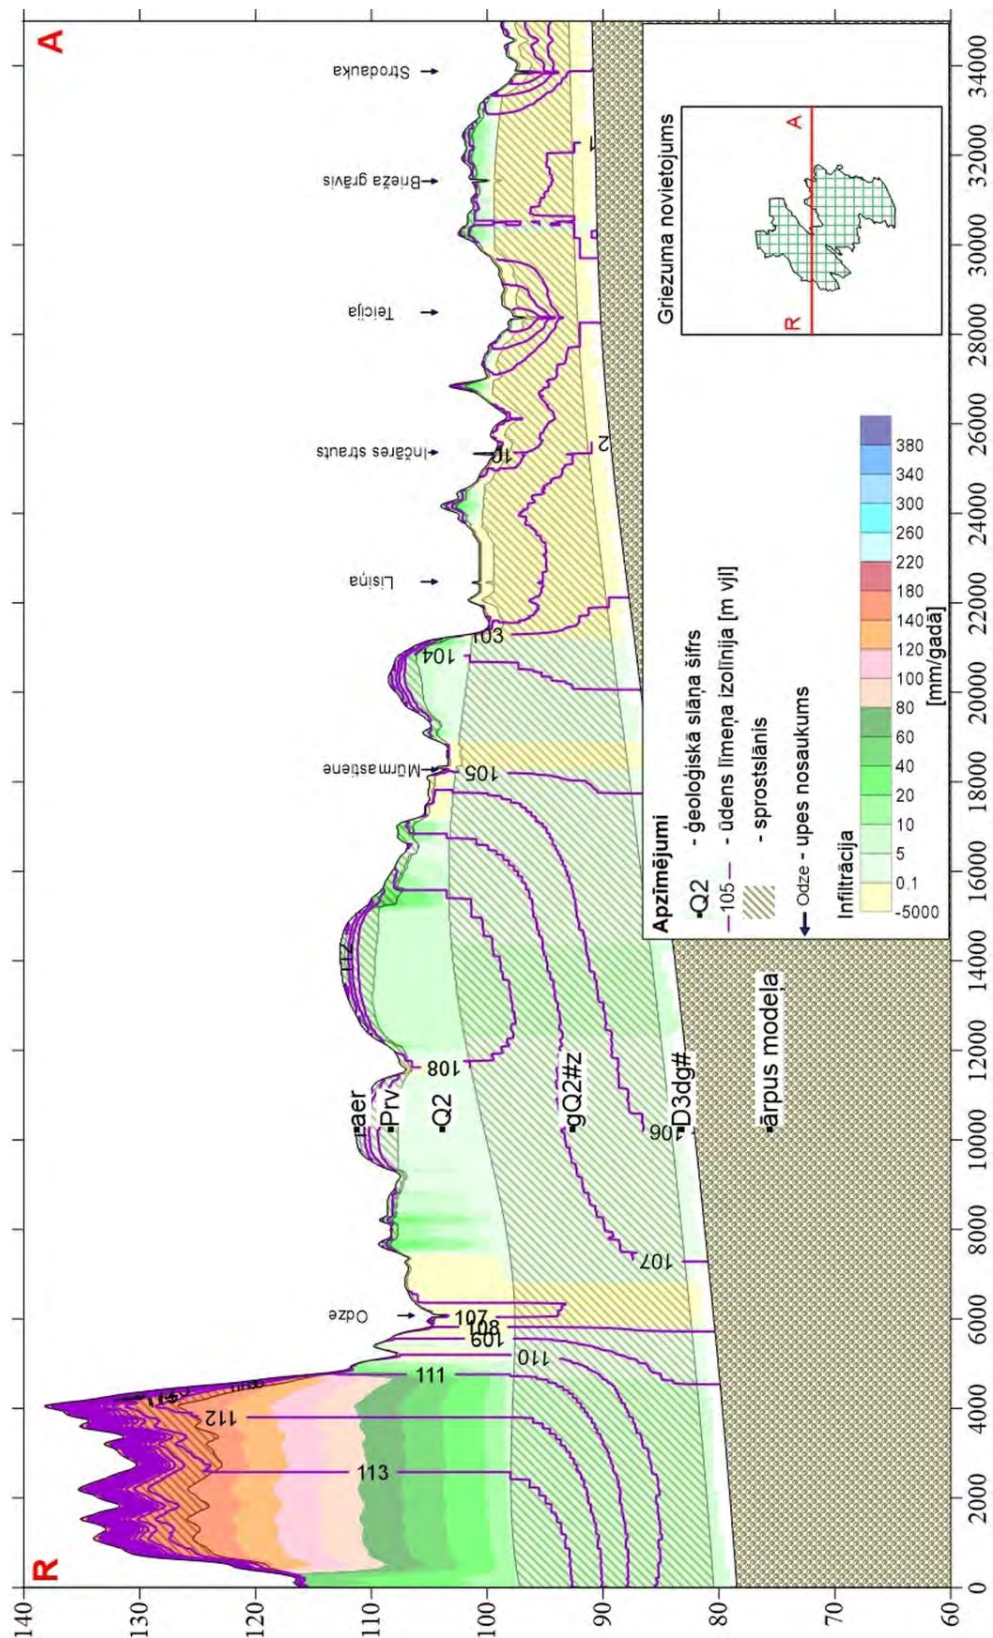 R
A
140
130
120
110
100
90
80
70
60
0
2000
4000
6000
8000
10000
12000
14000
16000
18000
20000
22000
24000
26000
28000
30000
32000
34000
Odze
Mūrmastiene
Lisiņa
Inčāres strauts
Teicija
Brieža grāvis
Strodauka
113
112
111
110
109
108
107
107
106
108
112
105
104
103
2
1
aer
Prv
Q2
gQ2#z
D3dg#
ārpus modeļa
Apzīmējumi
Q2 - ģeoloģiskā slāņa šifrs
105 - ūdens līmeņa izolīnija [m vjl]
- sprostslānis
Odze - upes nosaukums
Infiltrācija
-5000
0.1
5
10
20
40
60
80
100
120
140
180
220
260
300
340
380
[mm/gadā]
Griezuma novietojums
R
A